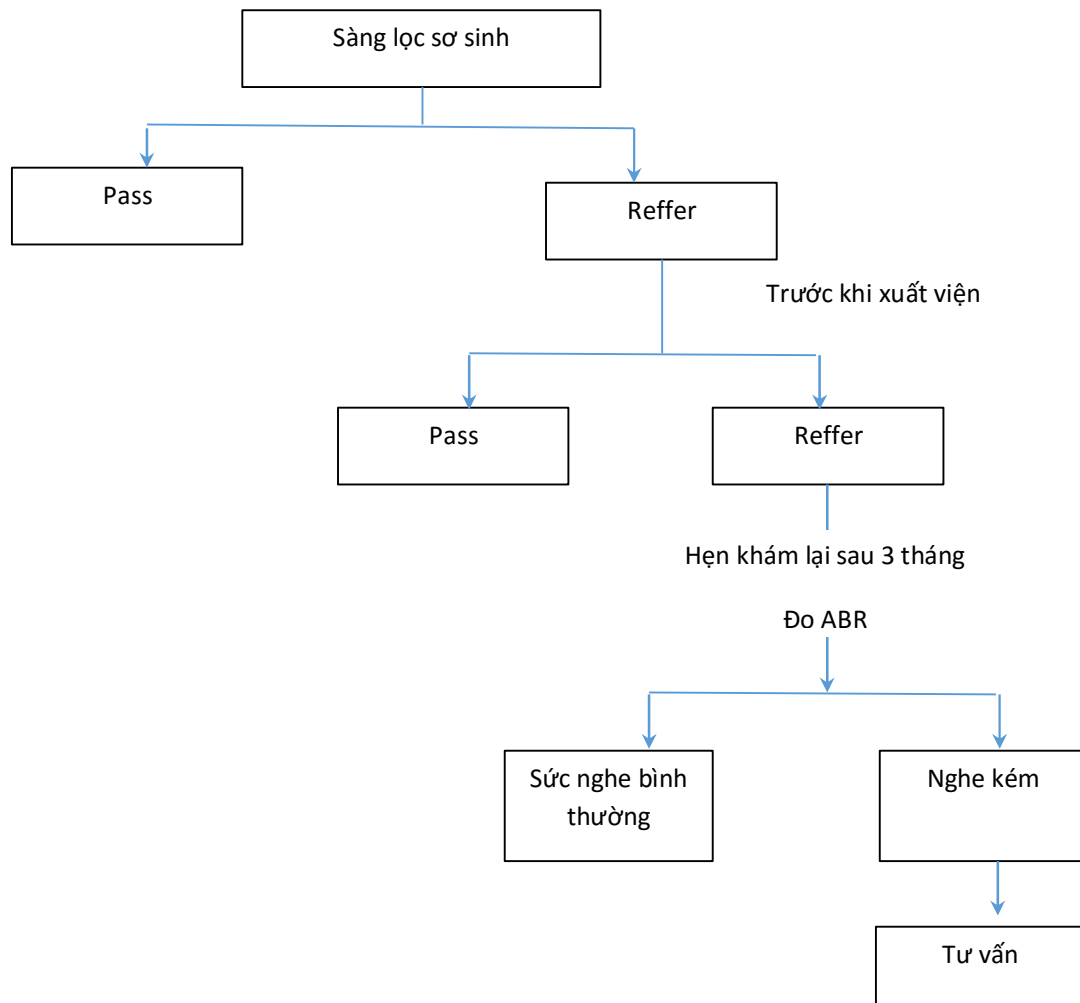 Sàng lọc sơ sinh
Pass
Reffer
Trước khi xuất viện
Pass
Reffer
Hẹn khám lại sau 3 tháng
Đo ABR
Sức nghe bình
thường
Nghe kém
Tư vấn